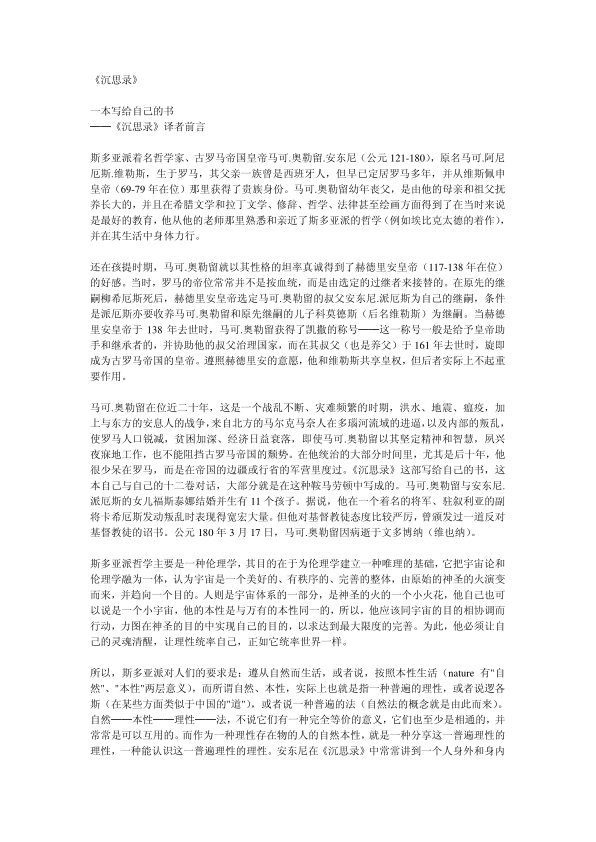 《沉思录》
一本写给自己的书
——《沉思录》译者前言
斯多亚派着名哲学家、古罗马帝国皇帝马可.奥勒留.安东尼（公元 121-180），原名马可.阿尼
厄斯.维勒斯，生于罗马，其父亲一族曾是西班牙人，但早已定居罗马多年，并从维斯佩申
皇帝（69-79 年在位）那里获得了贵族身份。马可.奥勒留幼年丧父，是由他的母亲和祖父抚
养长大的，并且在希腊文学和拉丁文学、修辞、哲学、法律甚至绘画方面得到了在当时来说
是最好的教育，他从他的老师那里熟悉和亲近了斯多亚派的哲学（例如埃比克太德的着作），
并在其生活中身体力行。
还在孩提时期，马可.奥勒留就以其性格的坦率真诚得到了赫德里安皇帝（117-138 年在位）
的好感。当时，罗马的帝位常常并不是按血统，而是由选定的过继者来接替的。在原先的继
嗣柳希厄斯死后，赫德里安皇帝选定马可.奥勒留的叔父安东尼.派厄斯为自己的继嗣，条件
是派厄斯亦要收养马可.奥勒留和原先继嗣的儿子科莫德斯（后名维勒斯）为继嗣。当赫德
里安皇帝于 138 年去世时，马可.奥勒留获得了凯撒的称号——这一称号一般是给予皇帝助
手和继承者的，并协助他的叔父治理国家，而在其叔父（也是养父）于 161 年去世时，旋即
成为古罗马帝国的皇帝。遵照赫德里安的意愿，他和维勒斯共享皇权，但后者实际上不起重
要作用。
马可.奥勒留在位近二十年，这是一个战乱不断、灾难频繁的时期，洪水、地震、瘟疫，加
上与东方的安息人的战争，来自北方的马尔克马奈人在多瑙河流域的进逼，以及内部的叛乱，
使罗马人口锐减，贫困加深、经济日益衰落，即使马可.奥勒留以其坚定精神和智慧，夙兴
夜寐地工作，也不能阻挡古罗马帝国的颓势。在他统治的大部分时间里，尤其是后十年，他
很少呆在罗马，而是在帝国的边疆或行省的军营里度过。《沉思录》这部写给自己的书，这
本自己与自己的十二卷对话，大部分就是在这种鞍马劳顿中写成的。马可.奥勒留与安东尼.
派厄斯的女儿福斯泰娜结婚并生有 11 个孩子。据说，他在一个着名的将军、驻叙利亚的副
将卡希厄斯发动叛乱时表现得宽宏大量。但他对基督教徒态度比较严厉，曾颁发过一道反对
基督教徒的诏书。公元 180 年 3 月 17 日，马可.奥勒留因病逝于文多博纳（维也纳）。
斯多亚派哲学主要是一种伦理学，其目的在于为伦理学建立一种唯理的基础，它把宇宙论和
伦理学融为一体，认为宇宙是一个美好的、有秩序的、完善的整体，由原始的神圣的火演变
而来，并趋向一个目的。人则是宇宙体系的一部分，是神圣的火的一个小火花，他自己也可
以说是一个小宇宙，他的本性是与万有的本性同一的，所以，他应该同宇宙的目的相协调而
行动，力图在神圣的目的中实现自己的目的，以求达到最大限度的完善。为此，他必须让自
己的灵魂清醒，让理性统率自己，正如它统率世界一样。
所以，斯多亚派对人们的要求是：遵从自然而生活，或者说，按照本性生活（nature 有"自
然"、"本性"两层意义），而所谓自然、本性，实际上也就是指一种普遍的理性，或者说逻各
斯（在某些方面类似于中国的"道"），或者说一种普遍的法（自然法的概念就是由此而来）。
自然——本性——理性——法，不说它们有一种完全等价的意义，它们也至少是相通的，并
常常是可以互用的。而作为一种理性存在物的人的自然本性，就是一种分享这一普遍理性的
理性，一种能认识这一普遍理性的理性。安东尼在《沉思录》中常常讲到一个人身外和身内